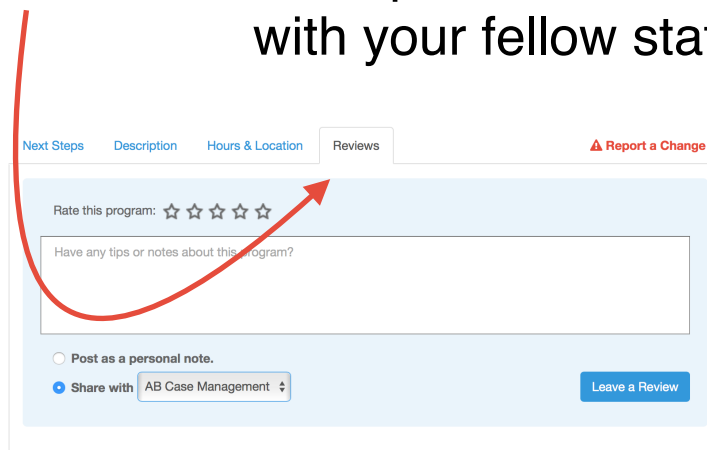 with your fellow
Next Steps Description Hours & Location Reviews Report a Change
Rate this program:
Have any tips or notes about this program?
Post as a personal note.
Share with AB Case Management
Leave a Review